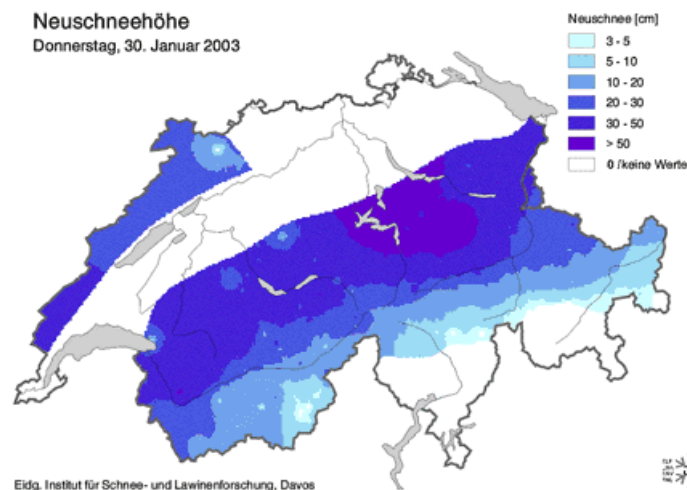 Neuschneehöhe
Donnerstag, 30. Januar 2003
Neuschnee [cm]
3 - 5
5 - 10
10 - 20
20 - 30
30 - 50
> 50
0 /keine Werte
Eidg. Institut für Schnee- und Lawinenforschung, Davos